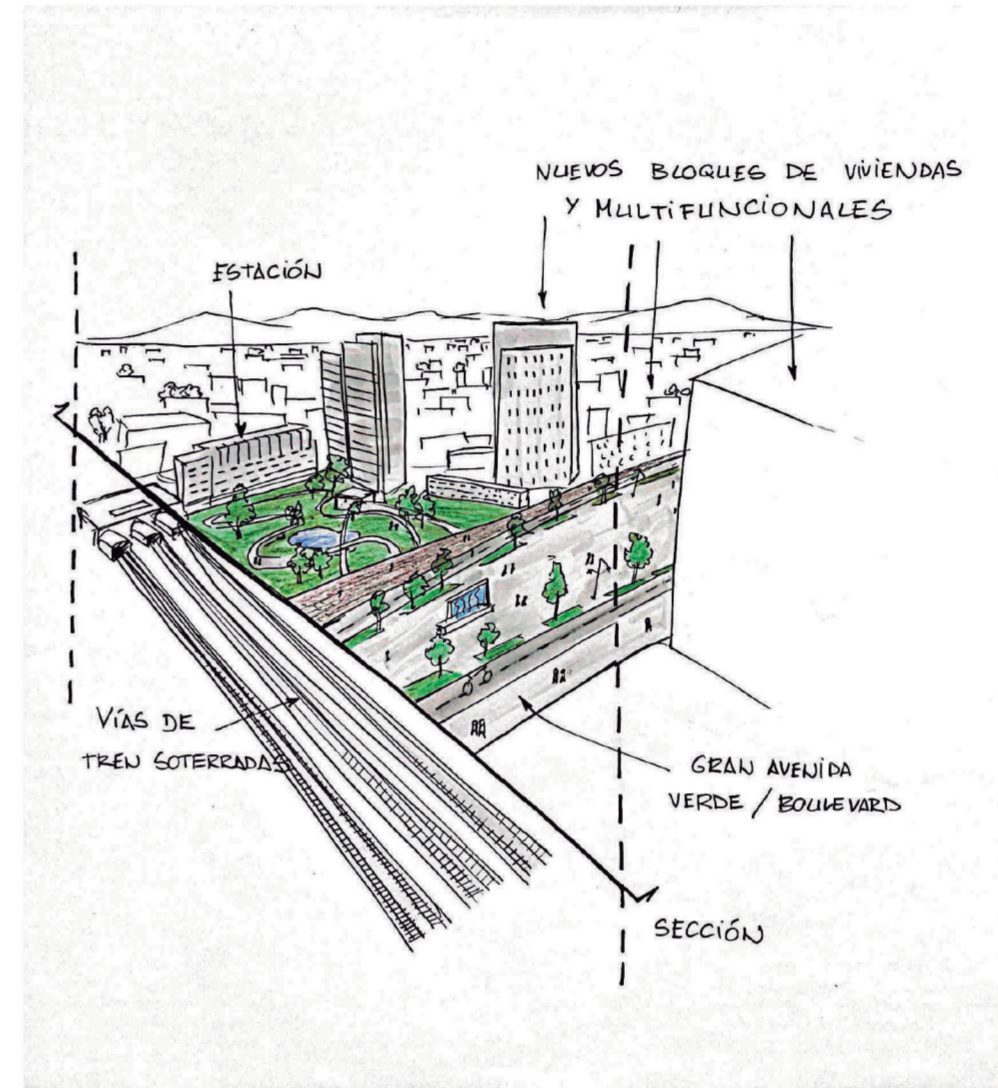 NUEVOS BLOQUES DE VIVIENDAS
Y MULTIFUNCIONALES
ESTACIÓN
VÍAS DE
TREN SOTERRADAS
GRAN AVENIDA
VERDE / BOULEVARD
SECCIÓN